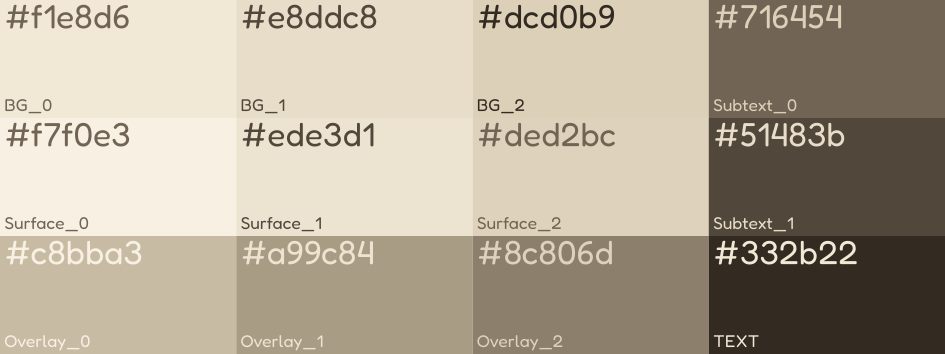 #f1e8d6 #e8ddc8 #dcd0b9 #716454
BG_0 BG_1 BG_2 Subtext_0
#f7f0e3 #ede3d1 #ded2bc #51483b
Surface_0 Surface_1 Surface_2 Subtext_1
#c8bba3 #a99c84 #8c806d #332b22
Overlay_0 Overlay_1 Overlay_2 TEXT